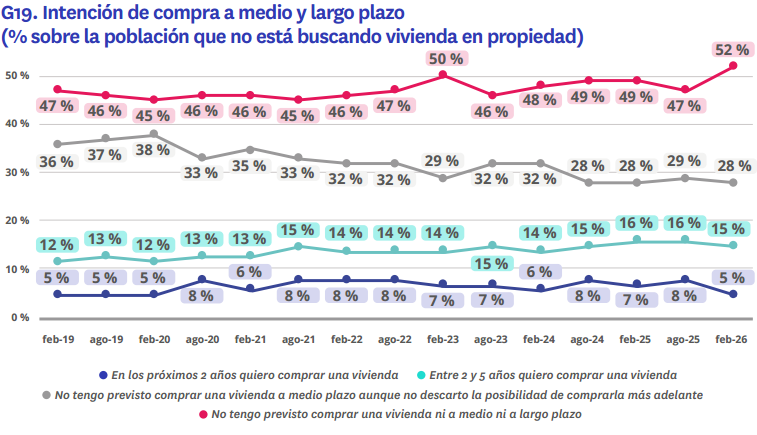 G19. Intención de compra a medio y largo plazo
(% sobre la población que no está buscando vivienda en propiedad)
50 %
40 %
30 %
20 %
10 %
0 %
47 % 46 % 45 % 46 % 46 % 45 % 46 % 47 % 50 % 46 % 48 % 49 % 49 % 47 % 52 %
36 % 37 % 38 % 33 % 35 % 33 % 32 % 32 % 29 % 32 % 32 % 28 % 28 % 29 % 28 %
12 % 13 % 12 % 13 % 13 % 15 % 14 % 14 % 14 % 15 % 14 % 15 % 16 % 16 % 15 %
5 % 5 % 5 % 8 % 6 % 8 % 8 % 8 % 7 % 7 % 6 % 8 % 7 % 8 % 5 %
feb-19 ago-19 feb-20 ago-20 feb-21 ago-21 feb-22 ago-22 feb-23 ago-23 feb-24 ago-24 feb-25 ago-25 feb-26
En los próximos 2 años quiero comprar una vivienda Entre 2 y 5 años quiero comprar una vivienda
No tengo previsto comprar una vivienda a medio plazo aunque no descarto la posibilidad de comprarla más adelante
No tengo previsto comprar una vivienda ni a medio ni a largo plazo